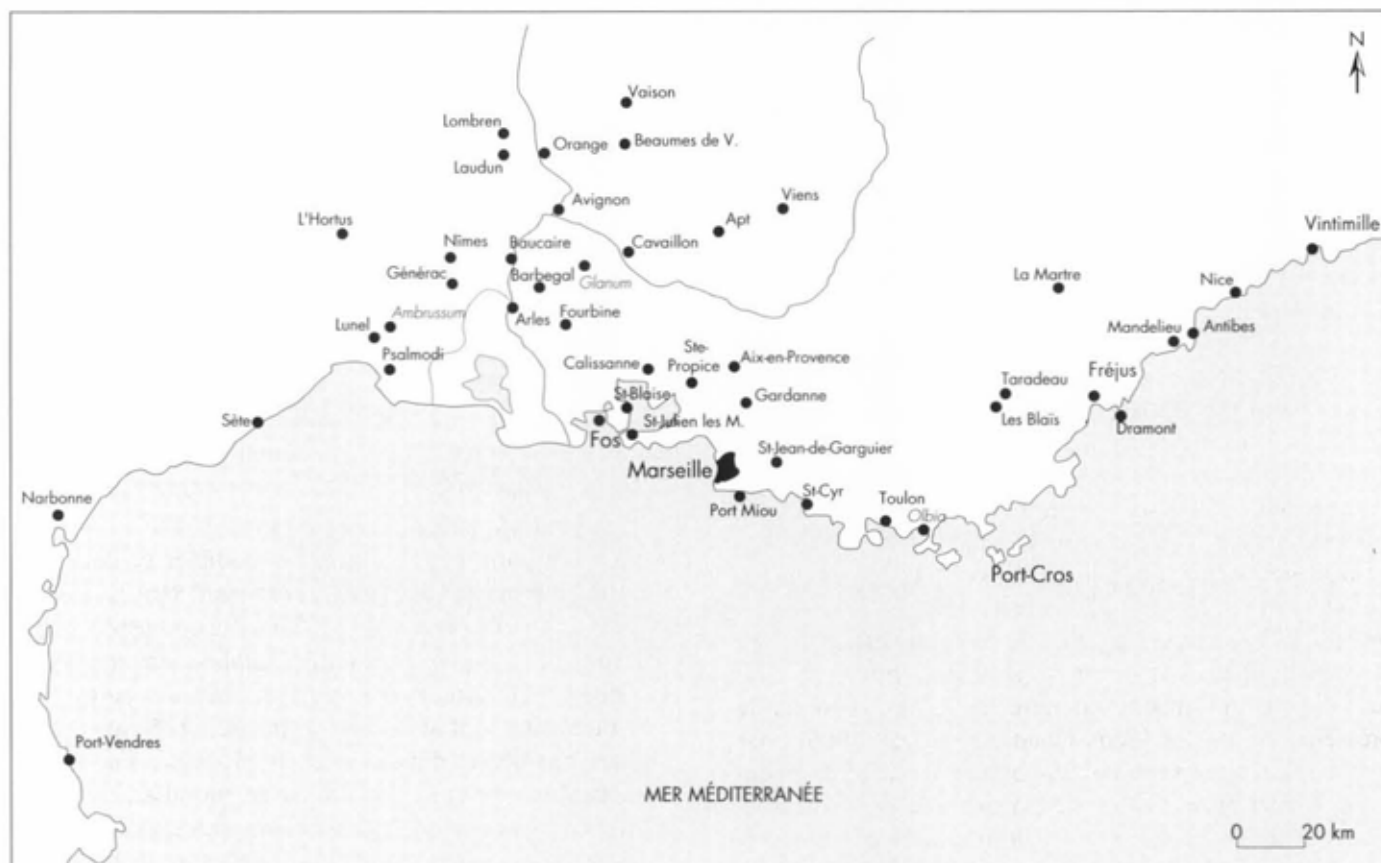 N
Vaison
Lombren
Orange
Beaumes de V.
Laudun
Avignon
Viens
L'Hortus
Apt
Vintimille
Nîmes
Baucaire
Cavaillon
Générac
Barbegal
Glanum
La Martre
Nice
Ambrussum
Lunel
Arles
Fourbine
Mandelieu
Antibes
Psalmodi
Calissanne
Ste-
Propice
Aix-en-Provence
Fréjus
Taradeau
St-Blaise
Gardanne
Les Blaïs
Sète
Fos
St-Julien les M.
Dramont
Marseille
St-Jean-de-Garguier
Narbonne
Port Miou
St-Cyr
Toulon
Olbia
Port-Cros
Port-Vendres
MER MÉDITERRANÉE
0 20 km